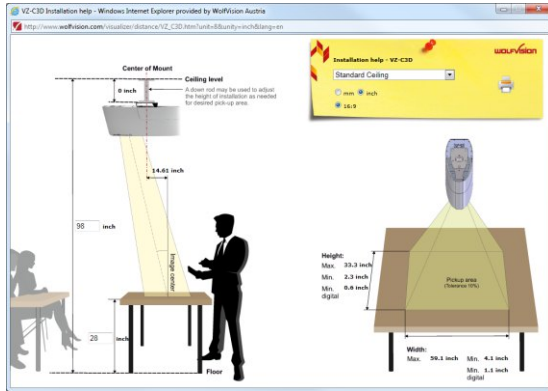 VZ-C3D Installation help - Windows Internet Explorer provided by WolfVision Austria
http://www.wolfvision.com/visualizer/distance/VZ_C3D.htm?unit=8&unity=inch&lang=en
Center of Mount
Ceiling level
0 inch
A down rod may be used to adjust
the height of installation as needed
for desired pick-up area.
14.61 inch
98 inch
Image center
28 inch
Floor
Installation help - VZ-C3D
WOLFVISION
Standard Ceiling
mm inch
16:9
Height:
Max. 33.3 inch
Min. 2.3 inch
Min. 0.6 inch
digital
Pickup area
(Tolerance 10%)
Width:
Max. 59.1 inch Min. 4.1 inch
Min. 1.1 inch
digital